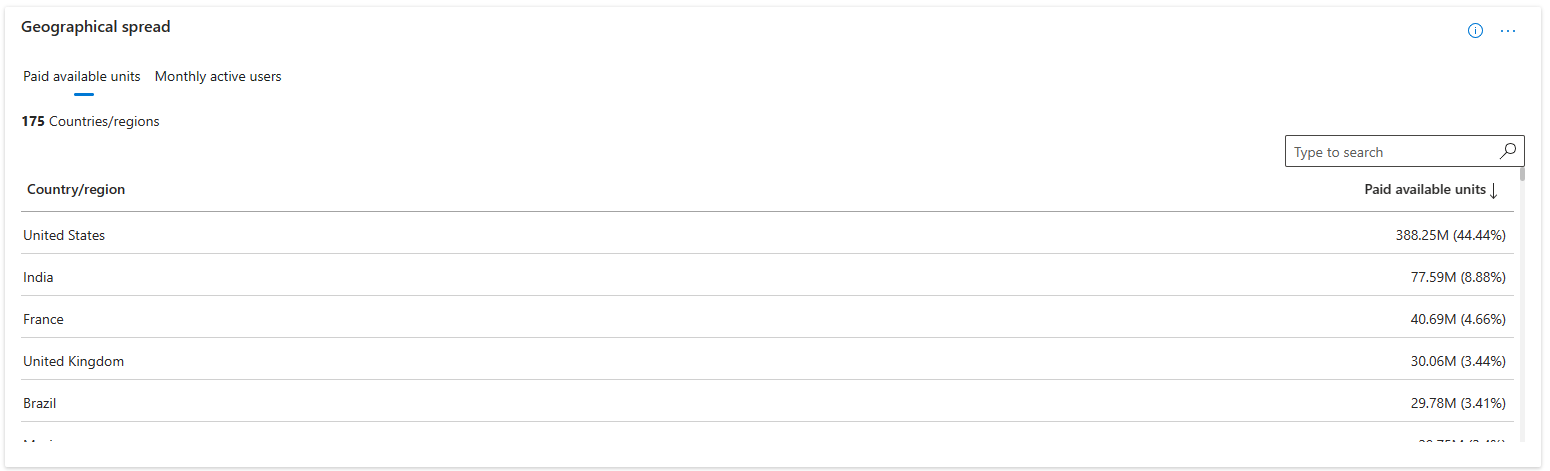 Geographical spread
Paid available units Monthly active users
175 Countries/regions
Type to search
Country/region Paid available units
United States 388.25M (44.44%)
India 77.59M (8.88%)
France 40.69M (4.66%)
United Kingdom 30.06M (3.44%)
Brazil 29.78M (3.41%)